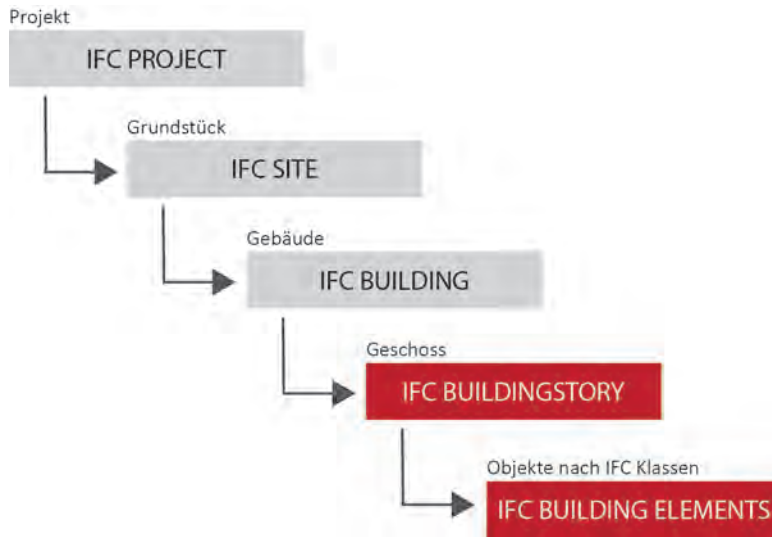 Projekt
IFC PROJECT
Grundstück
IFC SITE
Gebäude
IFC BUILDING
Geschoss
IFC BUILDINGSTORY
Objekte nach IFC Klassen
IFC BUILDING ELEMENTS